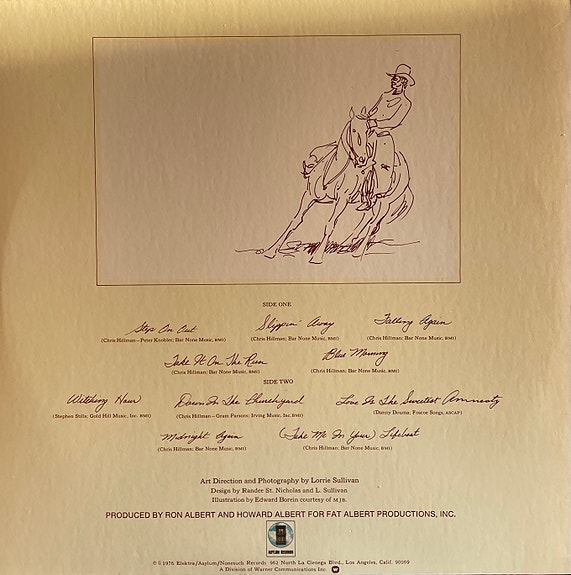 SIDE ONE
Step On Out Slippin' Away Falling Again
(Chris Hillman—Peter Knobler; Bar None Music, BMI) (Chris Hillman; Bar None Music, BMI) (Chris Hillman; Bar None Music, BMI)
Take It On The Run Blue Morning
(Chris Hillman; Bar None Music, BMI) (Chris Hillman; Bar None Music, BMI)
SIDE TWO
Witching Hour Down In The Churchyard Love Is The Sweetest Amnesty
(Stephen Stills; Gold Hill Music, Inc. BMI) (Chris Hillman—Gram Parsons; Irving Music, Inc. BMI) (Danny Douma; Foscoe Songs, ASCAP)
Midnight Again (Take Me In Your) Lifeboat
(Chris Hillman; Bar None Music, BMI) (Chris Hillman; Bar None Music, BMI)
Art Direction and Photography by Lorrie Sullivan
Design by Randee St. Nicholas and L. Sullivan
Illustration by Edward Borein courtesy of MJB.
PRODUCED BY RON ALBERT AND HOWARD ALBERT FOR FAT ALBERT PRODUCTIONS, INC.
ASYLUM RECORDS
1976 Elektra/Asylum/Nonesuch Records 962 North La Cienega Blvd., Los Angeles, Calif. 90069
A Division of Warner Communications Inc.